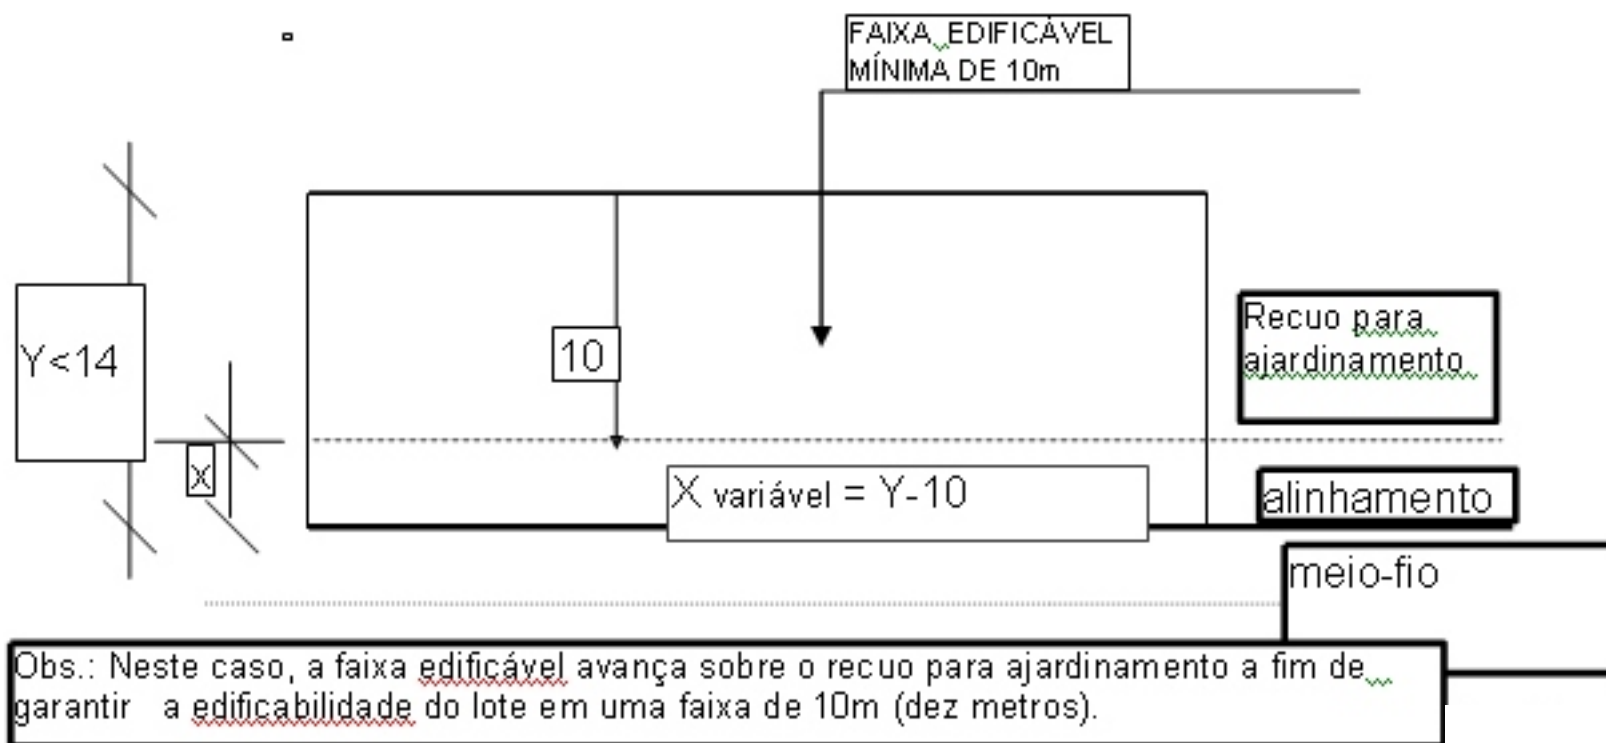 FAIXA EDIFICÁVEL
MÍNIMA DE 10m
Y<14
10
Recuo para
ajardinamento
X
X variável = Y-10
alinhamento
meio-fio
Obs.: Neste caso, a faixa edificável avança sobre o recuo para ajardinamento a fim de
garantir a edificabilidade do lote em uma faixa de 10m (dez metros).